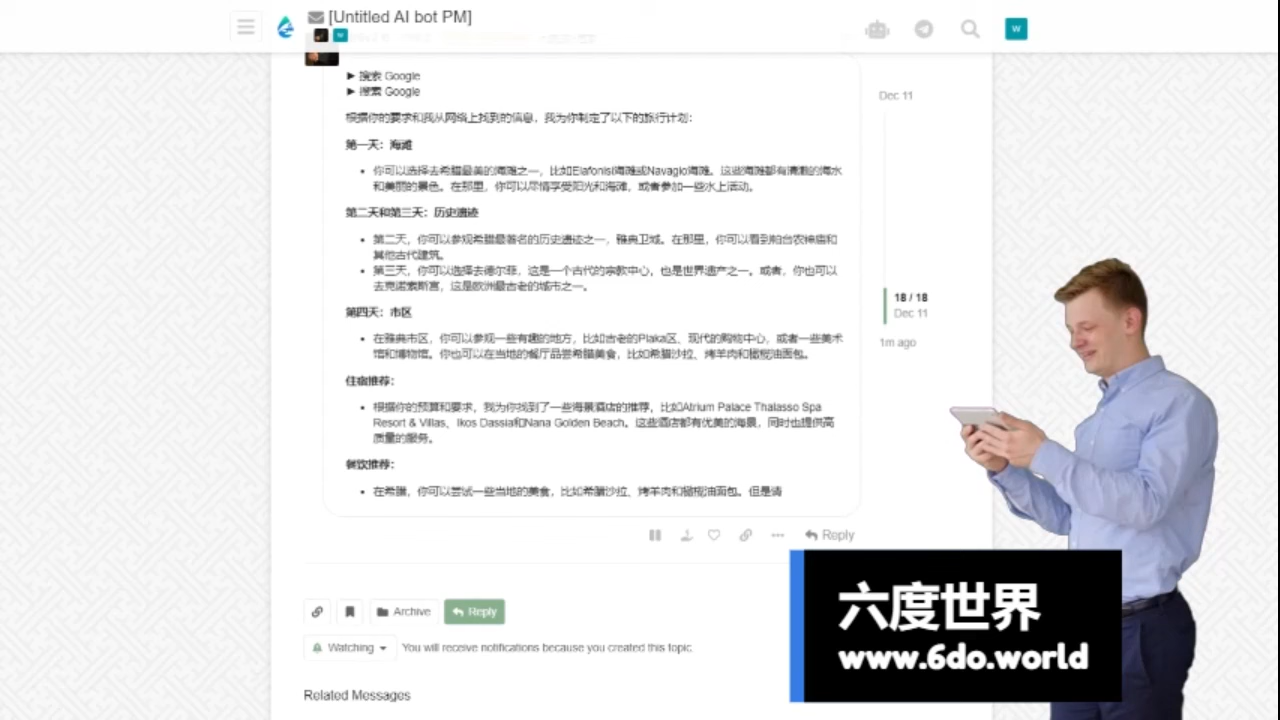 [Untitled AI bot PM]
w
w
▶ 搜索 Google
▶ 搜索 Google
Dec 11
根据你的要求和我从网络上找到的信息，我为你制定了以下的旅行计划：
第一天：海滩
• 你可以选择去希腊最美的海滩之一，比如Elafonisi海滩或Navagio海滩。这些海滩都有清澈的海水
和美丽的景色。在那里，你可以尽情享受阳光和海滩，或者参加一些水上活动。
第二天和第三天：历史遗迹
• 第二天，你可以参观希腊最著名的历史遗迹之一，雅典卫城。在那里，你可以看到帕台农神庙和
其他古代建筑。
• 第三天，你可以选择去德尔菲，这是一个古代的宗教中心，也是世界遗产之一。或者，你也可以
去克诺索斯宫，这是欧洲最古老的城市之一。
18 / 18
Dec 11
1m ago
第四天：市区
• 在雅典市区，你可以参观一些有趣的地方，比如古老的Plaka区、现代的购物中心，或者一些美术
馆和博物馆。你也可以在当地的餐厅品尝希腊美食，比如希腊沙拉、烤羊肉和橄榄油面包。
住宿推荐：
• 根据你的预算和要求，我为你找到了一些海景酒店的推荐，比如Atrium Palace Thalasso Spa
Resort & Villas、Ikos Dassia和Nana Golden Beach。这些酒店都有优美的海景，同时也提供高
质量的服务。
餐饮推荐：
• 在希腊，你可以尝试一些当地的美食，比如希腊沙拉、烤羊肉和橄榄油面包。但是请
Reply
Archive
Reply
Watching
You will receive notifications because you created this topic.
Related Messages
六度世界
www.6do.world